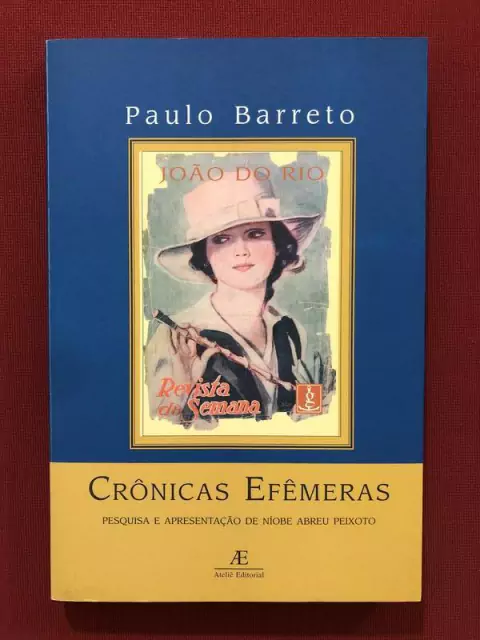 Paulo Barreto
JOÃO DO RIO
Revista
da Semana
CRÔNICAS EFÊMERAS
PESQUISA E APRESENTAÇÃO DE NÍOBE ABREU PEIXOTO
Æ
Ateliê Editorial